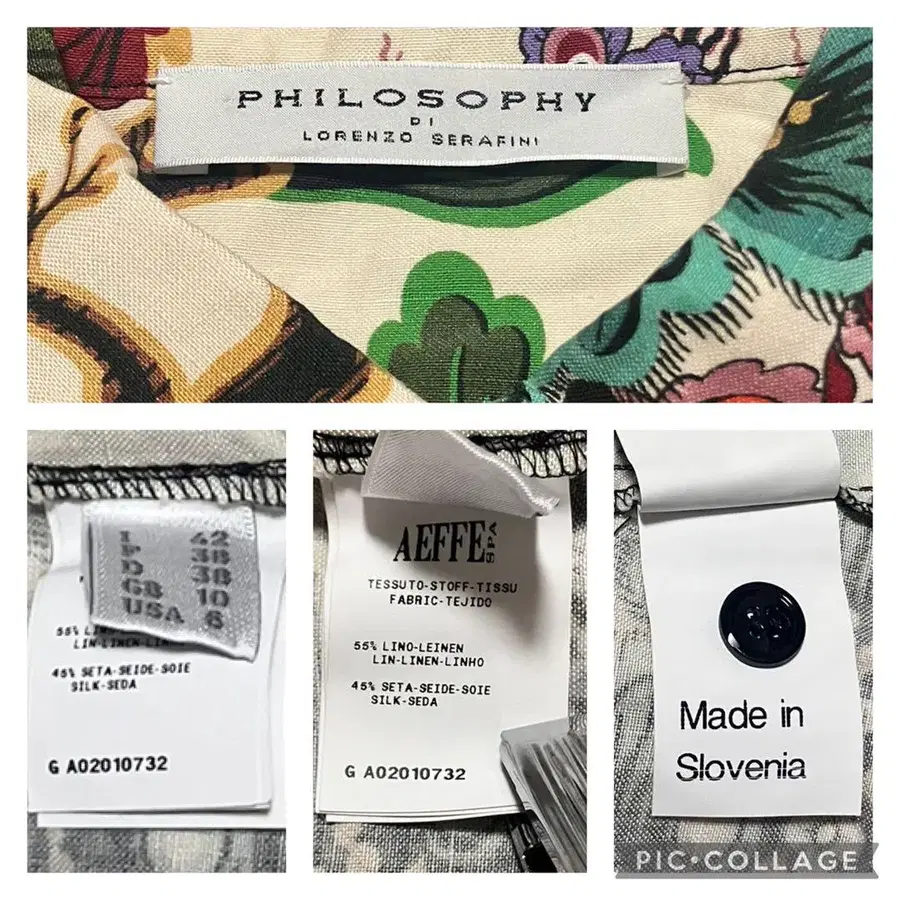 PHILOSOPHY
DI
LORENZO SERAFINI
I 42
F 38
D 38
GB 10
USA 6
55% LINO-
LIN-LINEN-LINHO
45% SETA-SEIDE-SOIE
SILK-SEDA
G A02010732
AEFFE SPA
TESSUTO-STOFF-TISSU
FABRIC-TEJIDO
55% LINO-LEINEN
LIN-LINEN-LINHO
45% SETA-SEIDE-SOIE
SILK-SEDA
G A02010732
Made in
Slovenia
PIC•COLLAGE